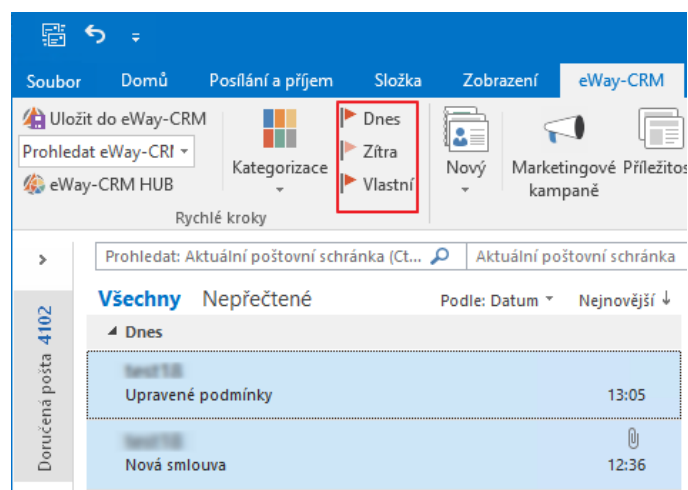 Soubor Domů Posílání a příjem Složka Zobrazení eWay-CRM
Uložit do eWay-CRM
Prohledat eWay-CRM
eWay-CRM HUB
Kategorizace
Dnes
Zítra
Vlastní
Nový
Marketingové
kampaně
Příležitos
Rychlé kroky
Prohledat: Aktuální poštovní schránka (Ct... Aktuální poštovní schránka
Všechny Nepřečtené Podle: Datum Nejnovější
Dnes
Upravené podmínky 13:05
Nová smlouva 12:36
Doručená pošta 4102